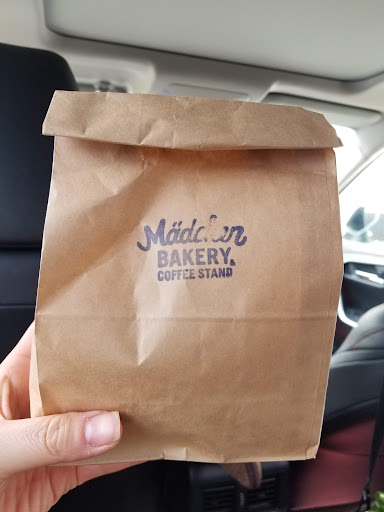 Mädchen
BAKERY.
COFFEE STAND